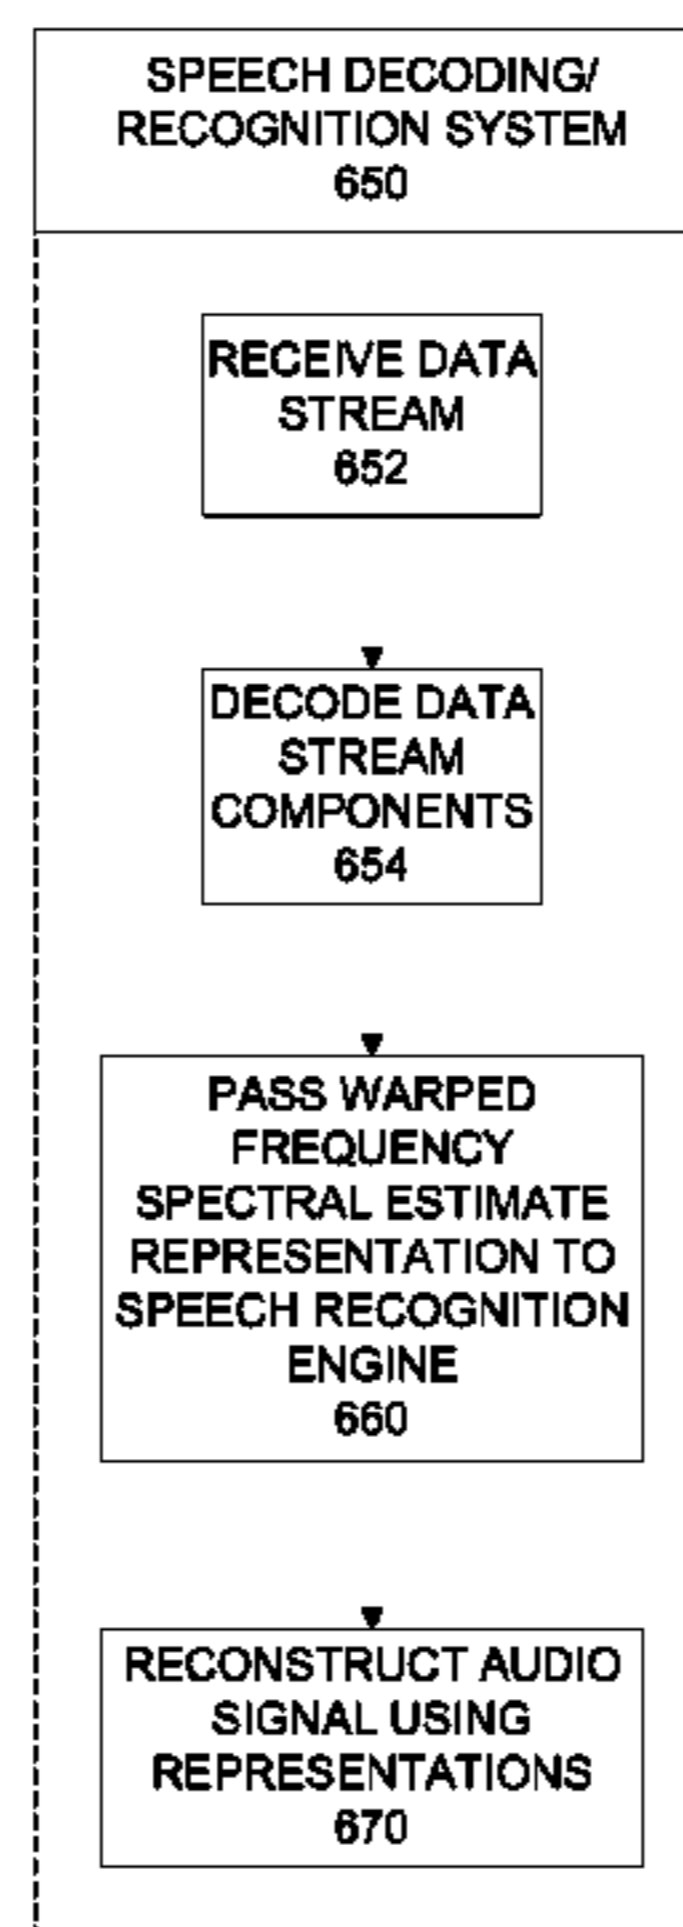 SPEECH DECODING/
RECOGNITION SYSTEM
650
RECEIVE DATA
STREAM
652
DECODE DATA
STREAM
COMPONENTS
654
PASS WARPED
FREQUENCY
SPECTRAL ESTIMATE
REPRESENTATION TO
SPEECH RECOGNITION
ENGINE
660
RECONSTRUCT AUDIO
SIGNAL USING
REPRESENTATIONS
670